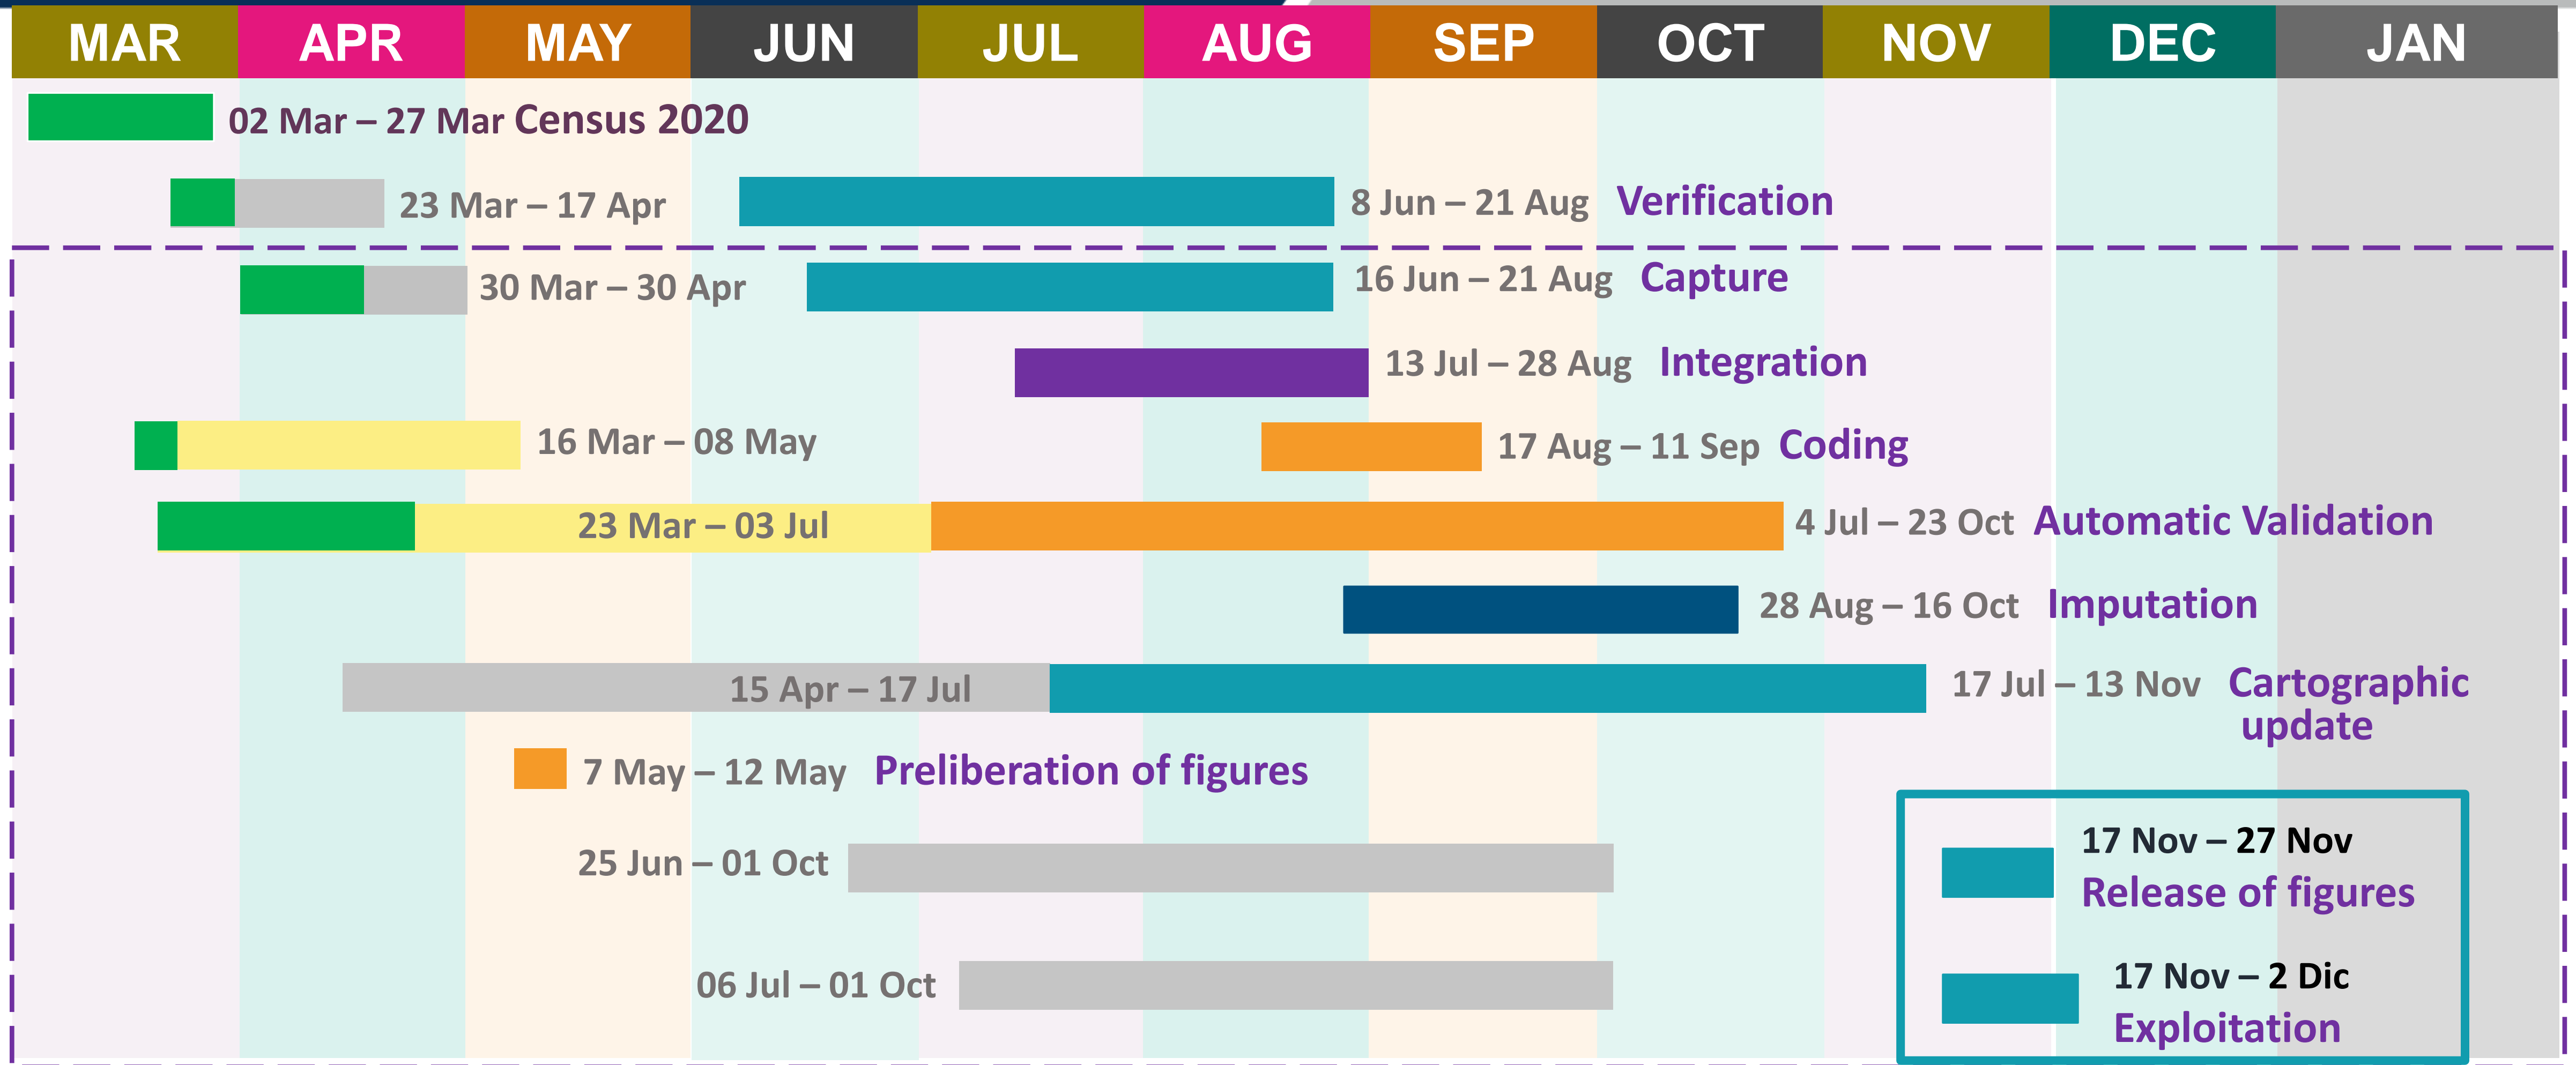 MAR APR MAY JUN JUL AUG SEP OCT NOV DEC JAN
02 Mar – 27 Mar Census 2020
23 Mar – 17 Apr 8 Jun – 21 Aug Verification
30 Mar – 30 Apr 16 Jun – 21 Aug Capture
13 Jul – 28 Aug Integration
16 Mar – 08 May 17 Aug – 11 Sep Coding
23 Mar – 03 Jul 4 Jul – 23 Oct Automatic Validation
28 Aug – 16 Oct Imputation
15 Apr – 17 Jul 17 Jul – 13 Nov Cartographic
update
7 May – 12 May Preliberation of figures
25 Jun – 01 Oct
17 Nov – 27 Nov
Release of figures
06 Jul – 01 Oct
17 Nov – 2 Dic
Exploitation